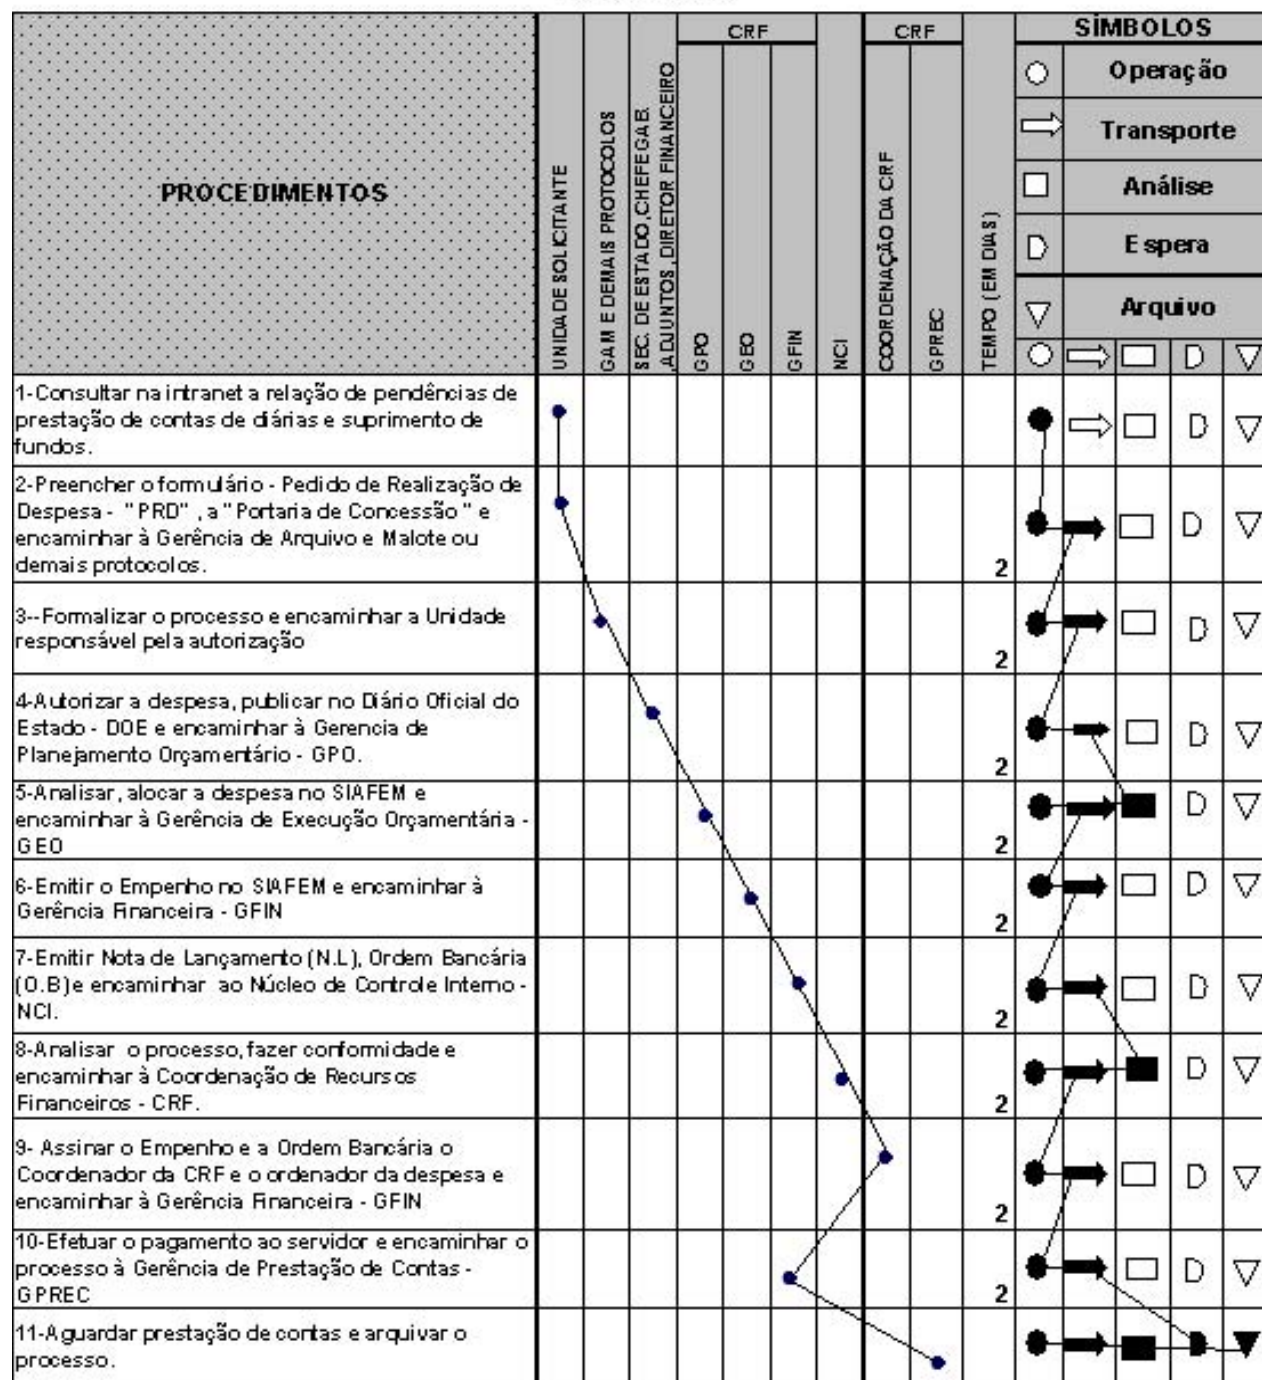 CRF
CRF
SÍMBOLOS
PROCEDIMENTOS
UNIDADE SOLICITANTE
GAM E DEMAIS PROTOCOLOS
SEC. DE ESTADO, CHEFEGAB.
,ADJUNTOS, DIRETOR FINANCEIRO
GPO
GEO
GFIN
NCI
COORDENAÇÃO DA CRF
GPREC
TEMPO (EM DIAS)
Operação
Transporte
Análise
Espera
Arquivo
1-Consultar na intranet a relação de pendências de
prestação de contas de diárias e suprimento de
fundos.
2-Preencher o formulário - Pedido de Realização de
Despesa - "PRD" , a "Portaria de Concessão " e
encaminhar à Gerência de Arquivo e Malote ou
demais protocolos.
2
3--Formalizar o processo e encaminhar a Unidade
responsável pela autorização
2
4-Autorizar a despesa, publicar no Diário Oficial do
Estado - DOE e encaminhar à Gerencia de
Planejamento Orçamentário - GPO.
2
5-Analisar, alocar a despesa no SIAFEM e
encaminhar à Gerência de Execução Orçamentária -
GEO
2
6-Emitir o Empenho no SIAFEM e encaminhar à
Gerência Financeira - GFIN
2
7-Emitir Nota de Lançamento (N.L), Ordem Bancária
(O.B) e encaminhar ao Núcleo de Controle Interno -
NCI.
2
8-Analisar o processo, fazer conformidade e
encaminhar à Coordenação de Recursos
Financeiros - CRF.
2
9- Assinar o Empenho e a Ordem Bancária o
Coordenador da CRF e o ordenador da despesa e
encaminhar à Gerência Financeira - GFIN
2
10-Efetuar o pagamento ao servidor e encaminhar o
processo à Gerência de Prestação de Contas -
GPREC
2
11-Aguardar prestação de contas e arquivar o
processo.